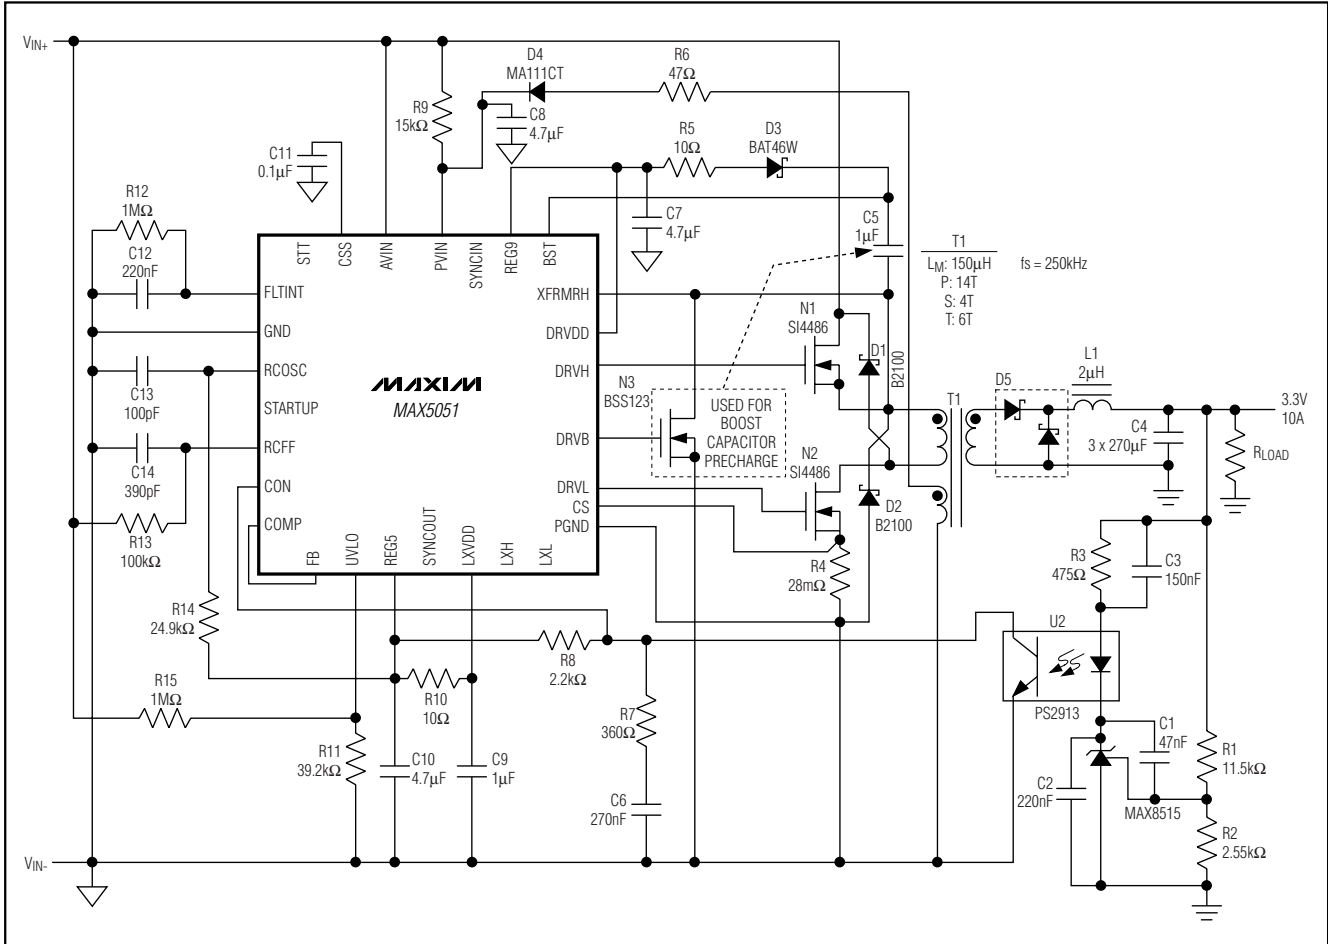 VIN+
D4
MA111CT
R6
47Ω
R9
15kΩ
C8
4.7µF
R5
10Ω
D3
BAT46W
C11
0.1µF
R12
1MΩ
C12
220nF
C7
4.7µF
C5
1µF
T1
LM: 150µH
P: 14T
S: 4T
T: 6T
fs = 250kHz
STT
CSS
AVIN
PVIN
SYNCIN
REG9
BST
FLTINT
GND
RCOSC
STARTUP
RCFF
CON
COMP
XFRMRH
DRVDD
DRVH
DRVB
DRVL
CS
PGND
FB
UVLO
REG5
SYNCOUT
LXVDD
LXH
LXL
MAXIM
MAX5051
C13
100pF
C14
390pF
R13
100kΩ
N3
BSS123
USED FOR
BOOST
CAPACITOR
PRECHARGE
N1
SI4486
N2
SI4486
D1
B2100
D2
B2100
T1
D5
L1
2µH
C4
3 x 270µF
3.3V
10A
RLOAD
R4
28mΩ
R3
475Ω
C3
150nF
R14
24.9kΩ
R15
1MΩ
R8
2.2kΩ
R10
10Ω
R7
360Ω
U2
PS2913
C1
47nF
R1
11.5kΩ
R11
39.2kΩ
C10
4.7µF
C9
1µF
C6
270nF
C2
220nF
MAX8515
R2
2.55kΩ
VIN-